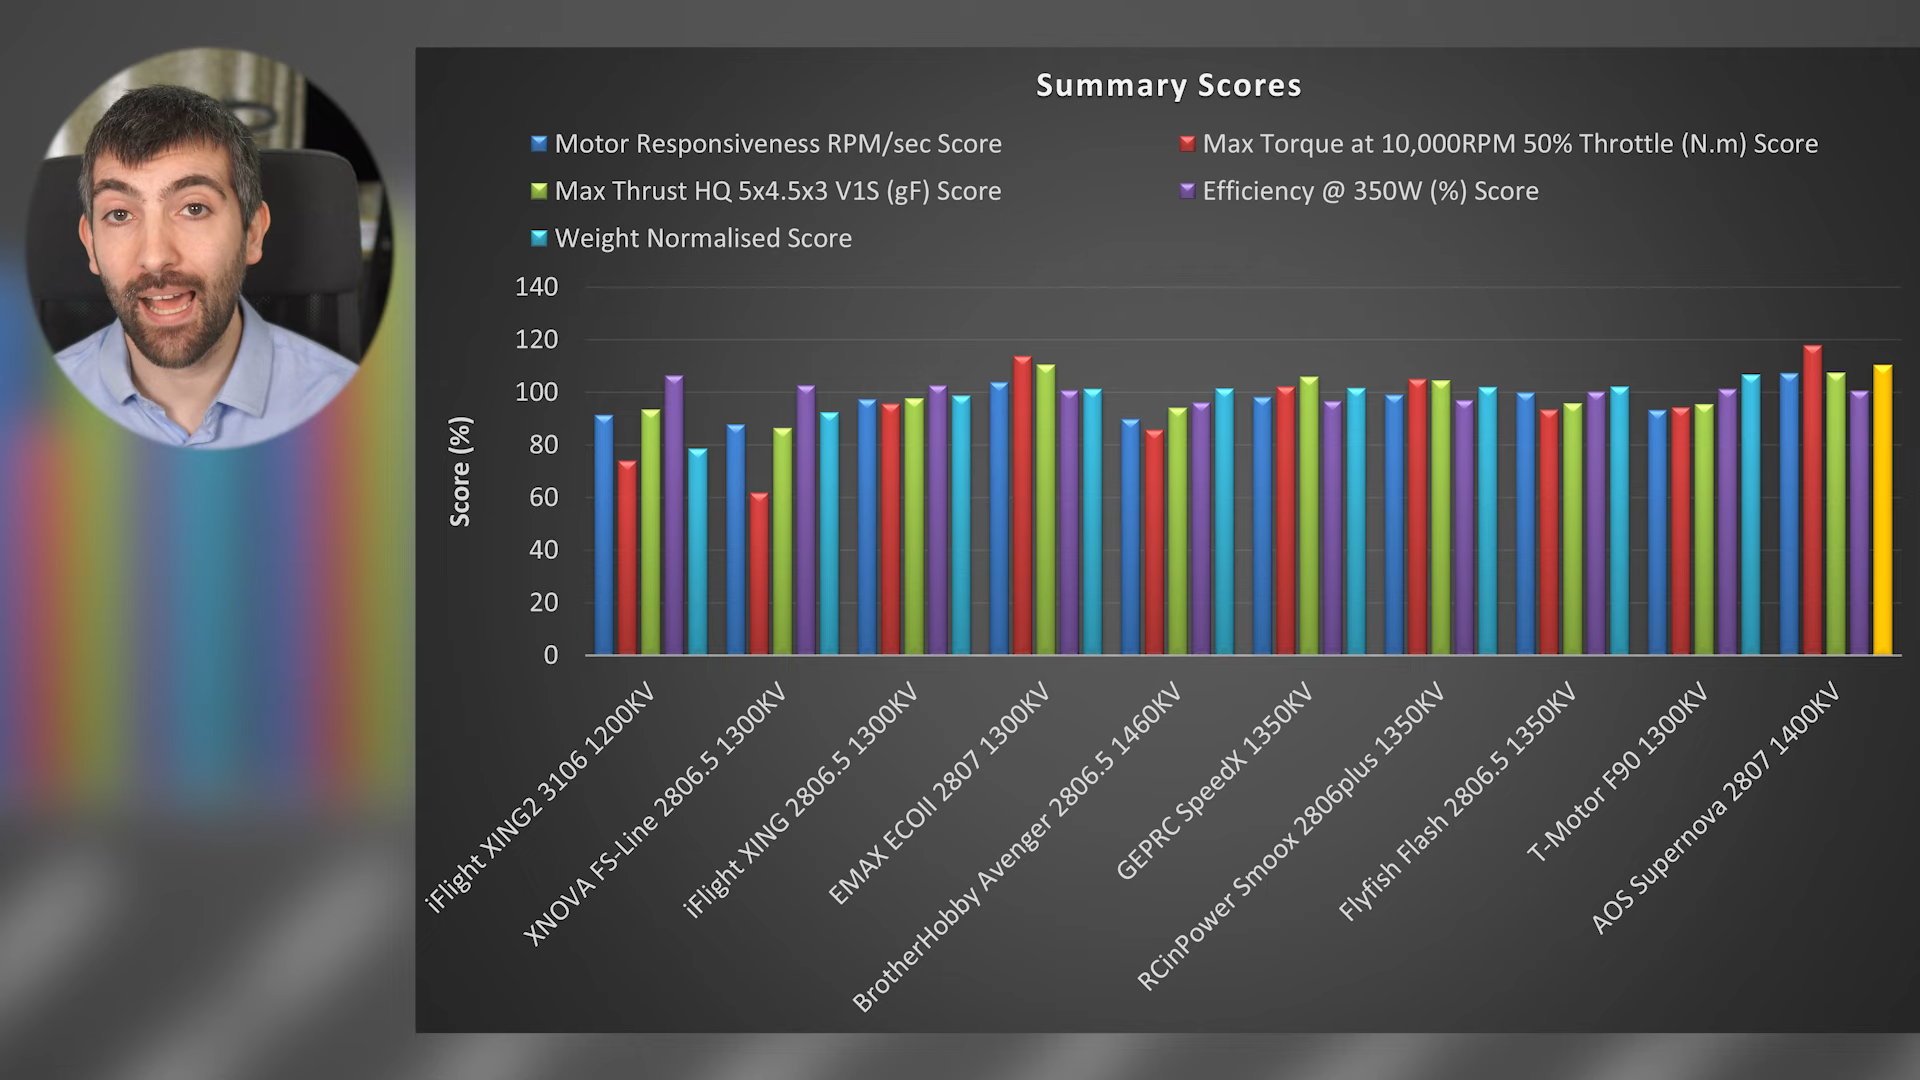 Summary Scores
Motor Responsiveness RPM/sec Score
Max Torque at 10,000RPM 50% Throttle (N.m) Score
Max Thrust HQ 5x4.5x3 V1S (gF) Score
Efficiency @ 350W (%) Score
Weight Normalised Score
140
120
100
80
60
40
20
0
Score (%)
iFlight XING2 3106 1200KV
XNOVA FS-Line 2806.5 1300KV
iFlight XING 2806.5 1300KV
EMAX ECOII 2807 1300KV
BrotherHobby Avenger 2806.5 1460KV
GEPRC SpeedX 1350KV
RCinPower Smoox 2806plus 1350KV
Flyfish Flash 2806.5 1350KV
T-Motor F90 1300KV
AOS Supernova 2807 1400KV